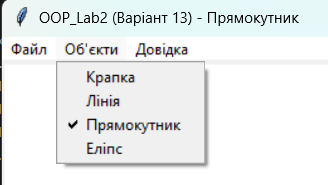 OOP_Lab2 (Варіант 13) - Прямокутник
Файл Об'єкти Довідка
Крапка
Лінія
Прямокутник
Еліпс